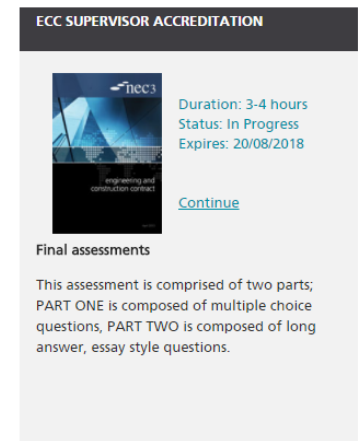 ECC SUPERVISOR ACCREDITATION
nec3
engineering and
construction contract
Duration: 3-4 hours
Status: In Progress
Expires: 20/08/2018
Continue
Final assessments
This assessment is comprised of two parts;
PART ONE is composed of multiple choice
questions, PART TWO is composed of long
answer, essay style questions.